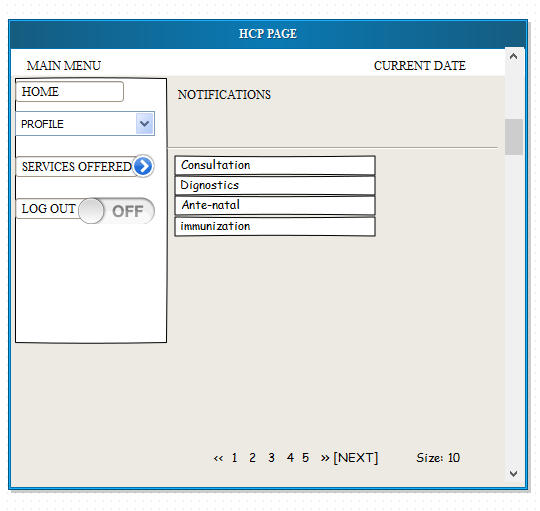 HCP PAGE
MAIN MENU CURRENT DATE
HOME
NOTIFICATIONS
PROFILE
SERVICES OFFERED
LOG OUT OFF
Consultation
Dignostics
Ante-natal
immunization
<< 1 2 3 4 5 >> [NEXT] Size: 10